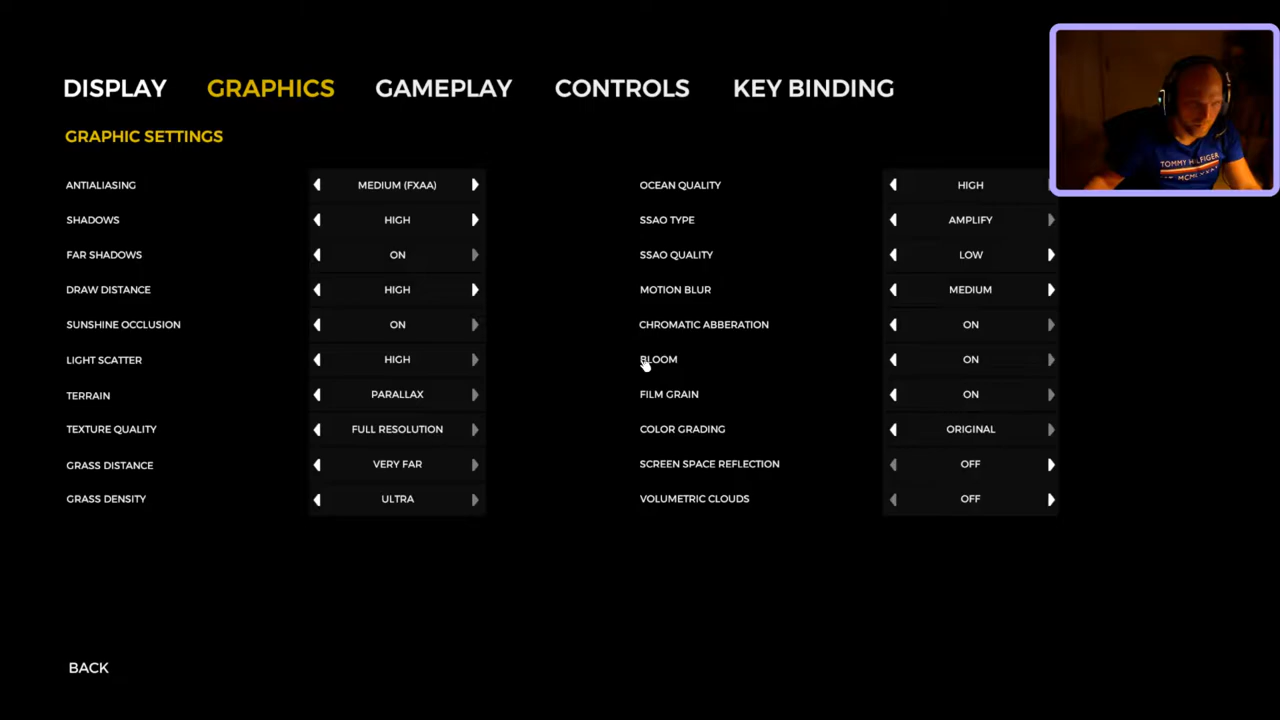 DISPLAY GRAPHICS GAMEPLAY CONTROLS KEY BINDING
GRAPHIC SETTINGS
ANTIALIASING MEDIUM (FXAA)
SHADOWS HIGH
FAR SHADOWS ON
DRAW DISTANCE HIGH
SUNSHINE OCCLUSION ON
LIGHT SCATTER HIGH
TERRAIN PARALLAX
TEXTURE QUALITY FULL RESOLUTION
GRASS DISTANCE VERY FAR
GRASS DENSITY ULTRA
OCEAN QUALITY HIGH
SSAO TYPE AMPLIFY
SSAO QUALITY LOW
MOTION BLUR MEDIUM
CHROMATIC ABBERATION ON
BLOOM ON
FILM GRAIN ON
COLOR GRADING ORIGINAL
SCREEN SPACE REFLECTION OFF
VOLUMETRIC CLOUDS OFF
BACK
TOMMY HILFIGER